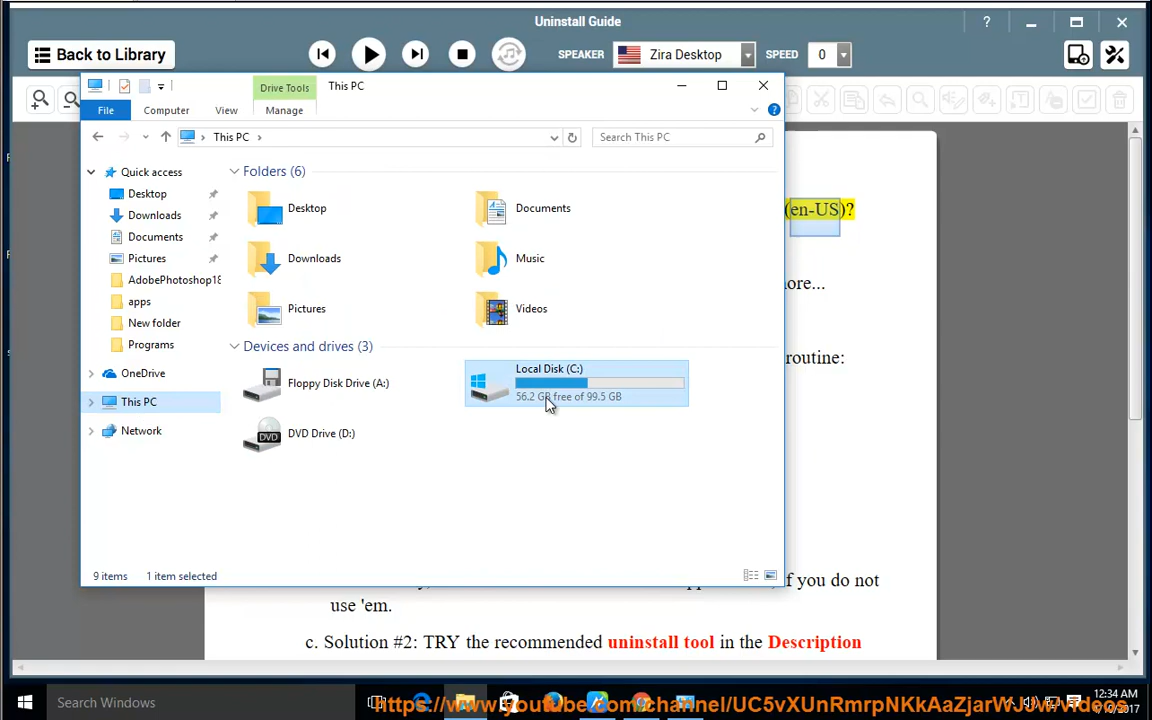 Uninstall Guide
?
Back to Library
SPEAKER
Zira Desktop
SPEED
0
Drive Tools
This PC
File
Computer
View
Manage
This PC
Search This PC
Quick access
Desktop
Downloads
Documents
Pictures
AdobePhotoshop18
apps
New folder
Programs
OneDrive
This PC
Network
Folders (6)
Desktop
Documents
Downloads
Music
Pictures
Videos
Devices and drives (3)
Floppy Disk Drive (A:)
Local Disk (C:)
56.2 GB free of 99.5 GB
DVD
DVD Drive (D:)
9 items
1 item selected
(en-US)?
ore...
routine:
if you do not
use 'em.
c. Solution #2: TRY the recommended uninstall tool in the Description
Search Windows
12:34 AM
https://www.youtube.com/channel/UC5vXUnRmrpNKkAaZjarWJw/videos